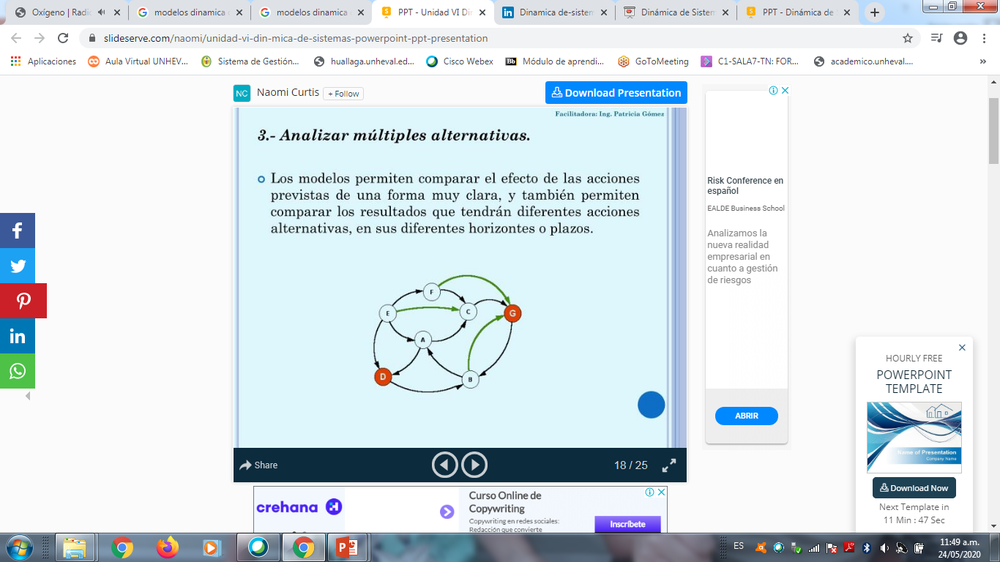 Oxígeno | Radio
modelos dinamica d
modelos dinamica
PPT - Unidad VI Din
Dinamica de-sistem
Dinámica de Sistem
PPT - Dinámica de
slideserve.com/naomi/unidad-vi-din-mica-de-sistemas-powerpoint-ppt-presentation
Aplicaciones
Aula Virtual UNHEV...
Sistema de Gestión...
huallaga.unheval.ed...
Cisco Webex
Bb Módulo de aprendi...
GoToMeeting
C1-SALA7-TN: FOR...
academico.unheval....
»
NC Naomi Curtis + Follow
Download Presentation
Facilitadora: Ing. Patricia Gómez
3.- Analizar múltiples alternativas.
Los modelos permiten comparar el efecto de las acciones
previstas de una forma muy clara, y también permiten
comparar los resultados que tendrán diferentes acciones
alternativas, en sus diferentes horizontes o plazos.
F
E
C
G
A
D
B
Share
18 / 25
Risk Conference en
español
EALDE Business School
Analizamos la
nueva realidad
empresarial en
cuanto a gestión
de riesgos
ABRIR
HOURLY FREE
POWERPOINT
TEMPLATE
Name of Presentation
Company Name
Download Now
Next Template in
11 Min : 47 Sec
crehana
Curso Online de
Copywriting
Copywriting en redes sociales:
Redacción que convierte
Inscríbete
ES
11:49 a.m.
24/05/2020